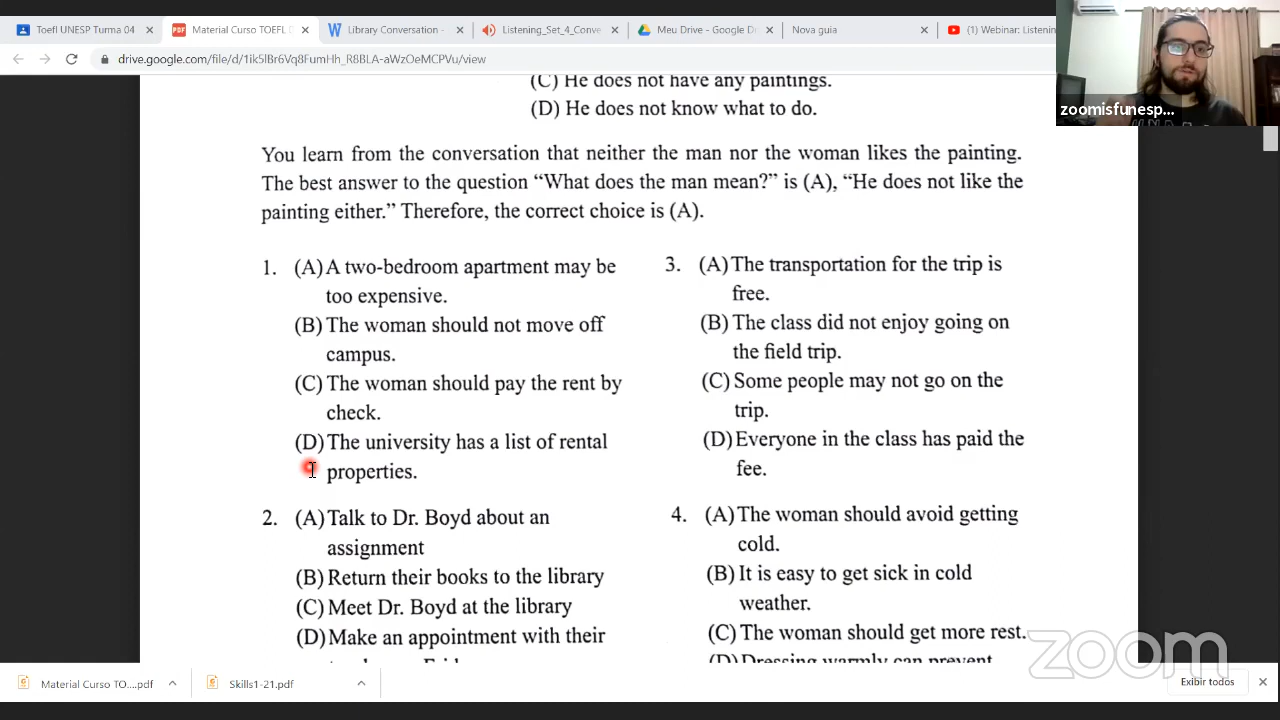 Toefl UNESP Turma 04
Material Curso TOEFL D
Library Conversation -
Listening_Set_4_Conve
Meu Drive - Google D
Nova guia
(1) Webinar: Listenin
drive.google.com/file/d/1ik5lBr6Vq8FumHh_R8BLA-aWzOeMCPVu/view
zoomisfunesp...
(C) He does not have any paintings.
(D) He does not know what to do.
You learn from the conversation that neither the man nor the woman likes the painting.
The best answer to the question “What does the man mean?” is (A), “He does not like the
painting either.” Therefore, the correct choice is (A).
1. (A) A two-bedroom apartment may be
too expensive.
(B) The woman should not move off
campus.
(C) The woman should pay the rent by
check.
(D) The university has a list of rental
properties.
2. (A) Talk to Dr. Boyd about an
assignment
(B) Return their books to the library
(C) Meet Dr. Boyd at the library
(D) Make an appointment with their
3. (A) The transportation for the trip is
free.
(B) The class did not enjoy going on
the field trip.
(C) Some people may not go on the
trip.
(D) Everyone in the class has paid the
fee.
4. (A) The woman should avoid getting
cold.
(B) It is easy to get sick in cold
weather.
(C) The woman should get more rest.
(D) Dressing warmly can prevent
zoom
Material Curso TO....pdf
Skills1-21.pdf
Exibir todos